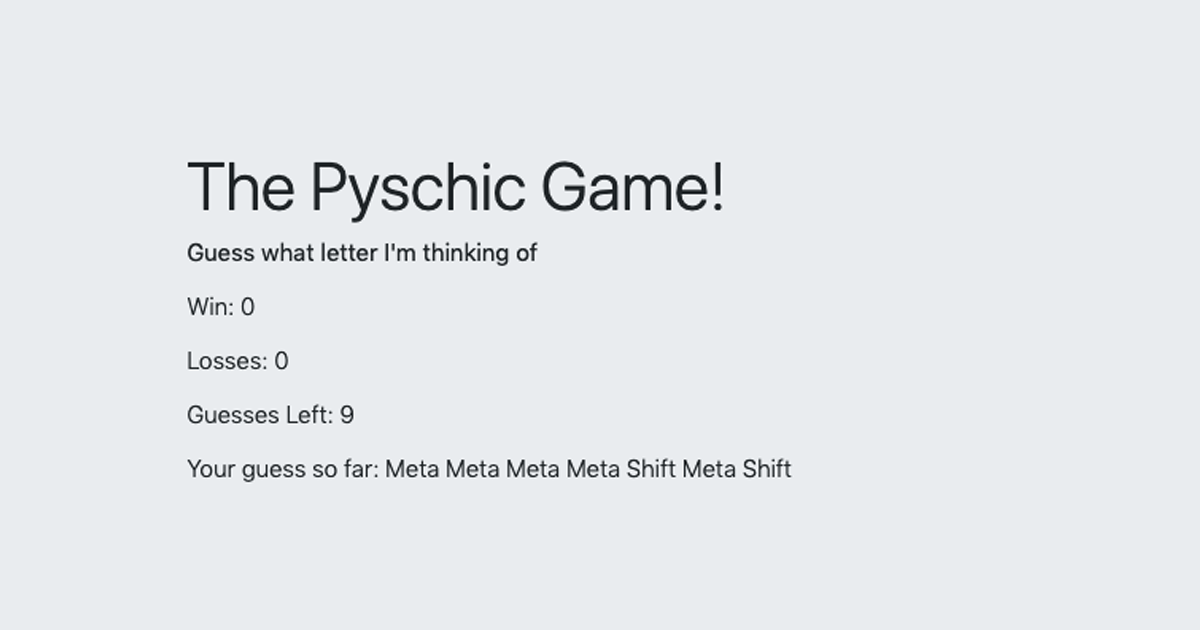 The Pyschic Game!
Guess what letter I'm thinking of
Win: 0
Losses: 0
Guesses Left: 9
Your guess so far: Meta Meta Meta Meta Shift Meta Shift